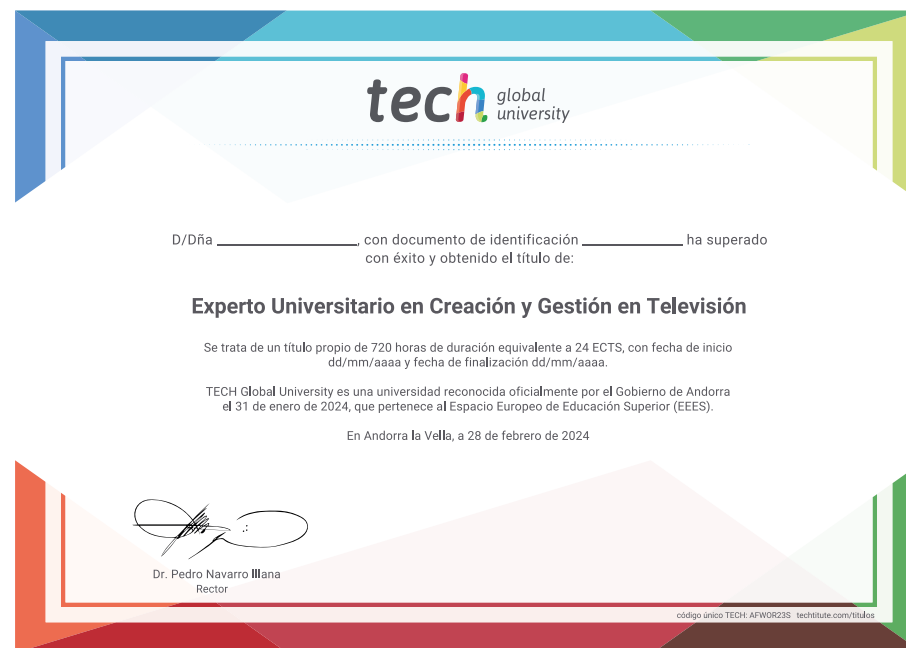 tech global university
D/Dña ____________________, con documento de identificación ______________ ha superado
con éxito y obtenido el título de:
Experto Universitario en Creación y Gestión en Televisión
Se trata de un título propio de 720 horas de duración equivalente a 24 ECTS, con fecha de inicio
dd/mm/aaaa y fecha de finalización dd/mm/aaaa.
TECH Global University es una universidad reconocida oficialmente por el Gobierno de Andorra
el 31 de enero de 2024, que pertenece al Espacio Europeo de Educación Superior (EEES).
En Andorra la Vella, a 28 de febrero de 2024
Dr. Pedro Navarro Illana
Rector
código único TECH: AFWOR23S techtitute.com/titulos